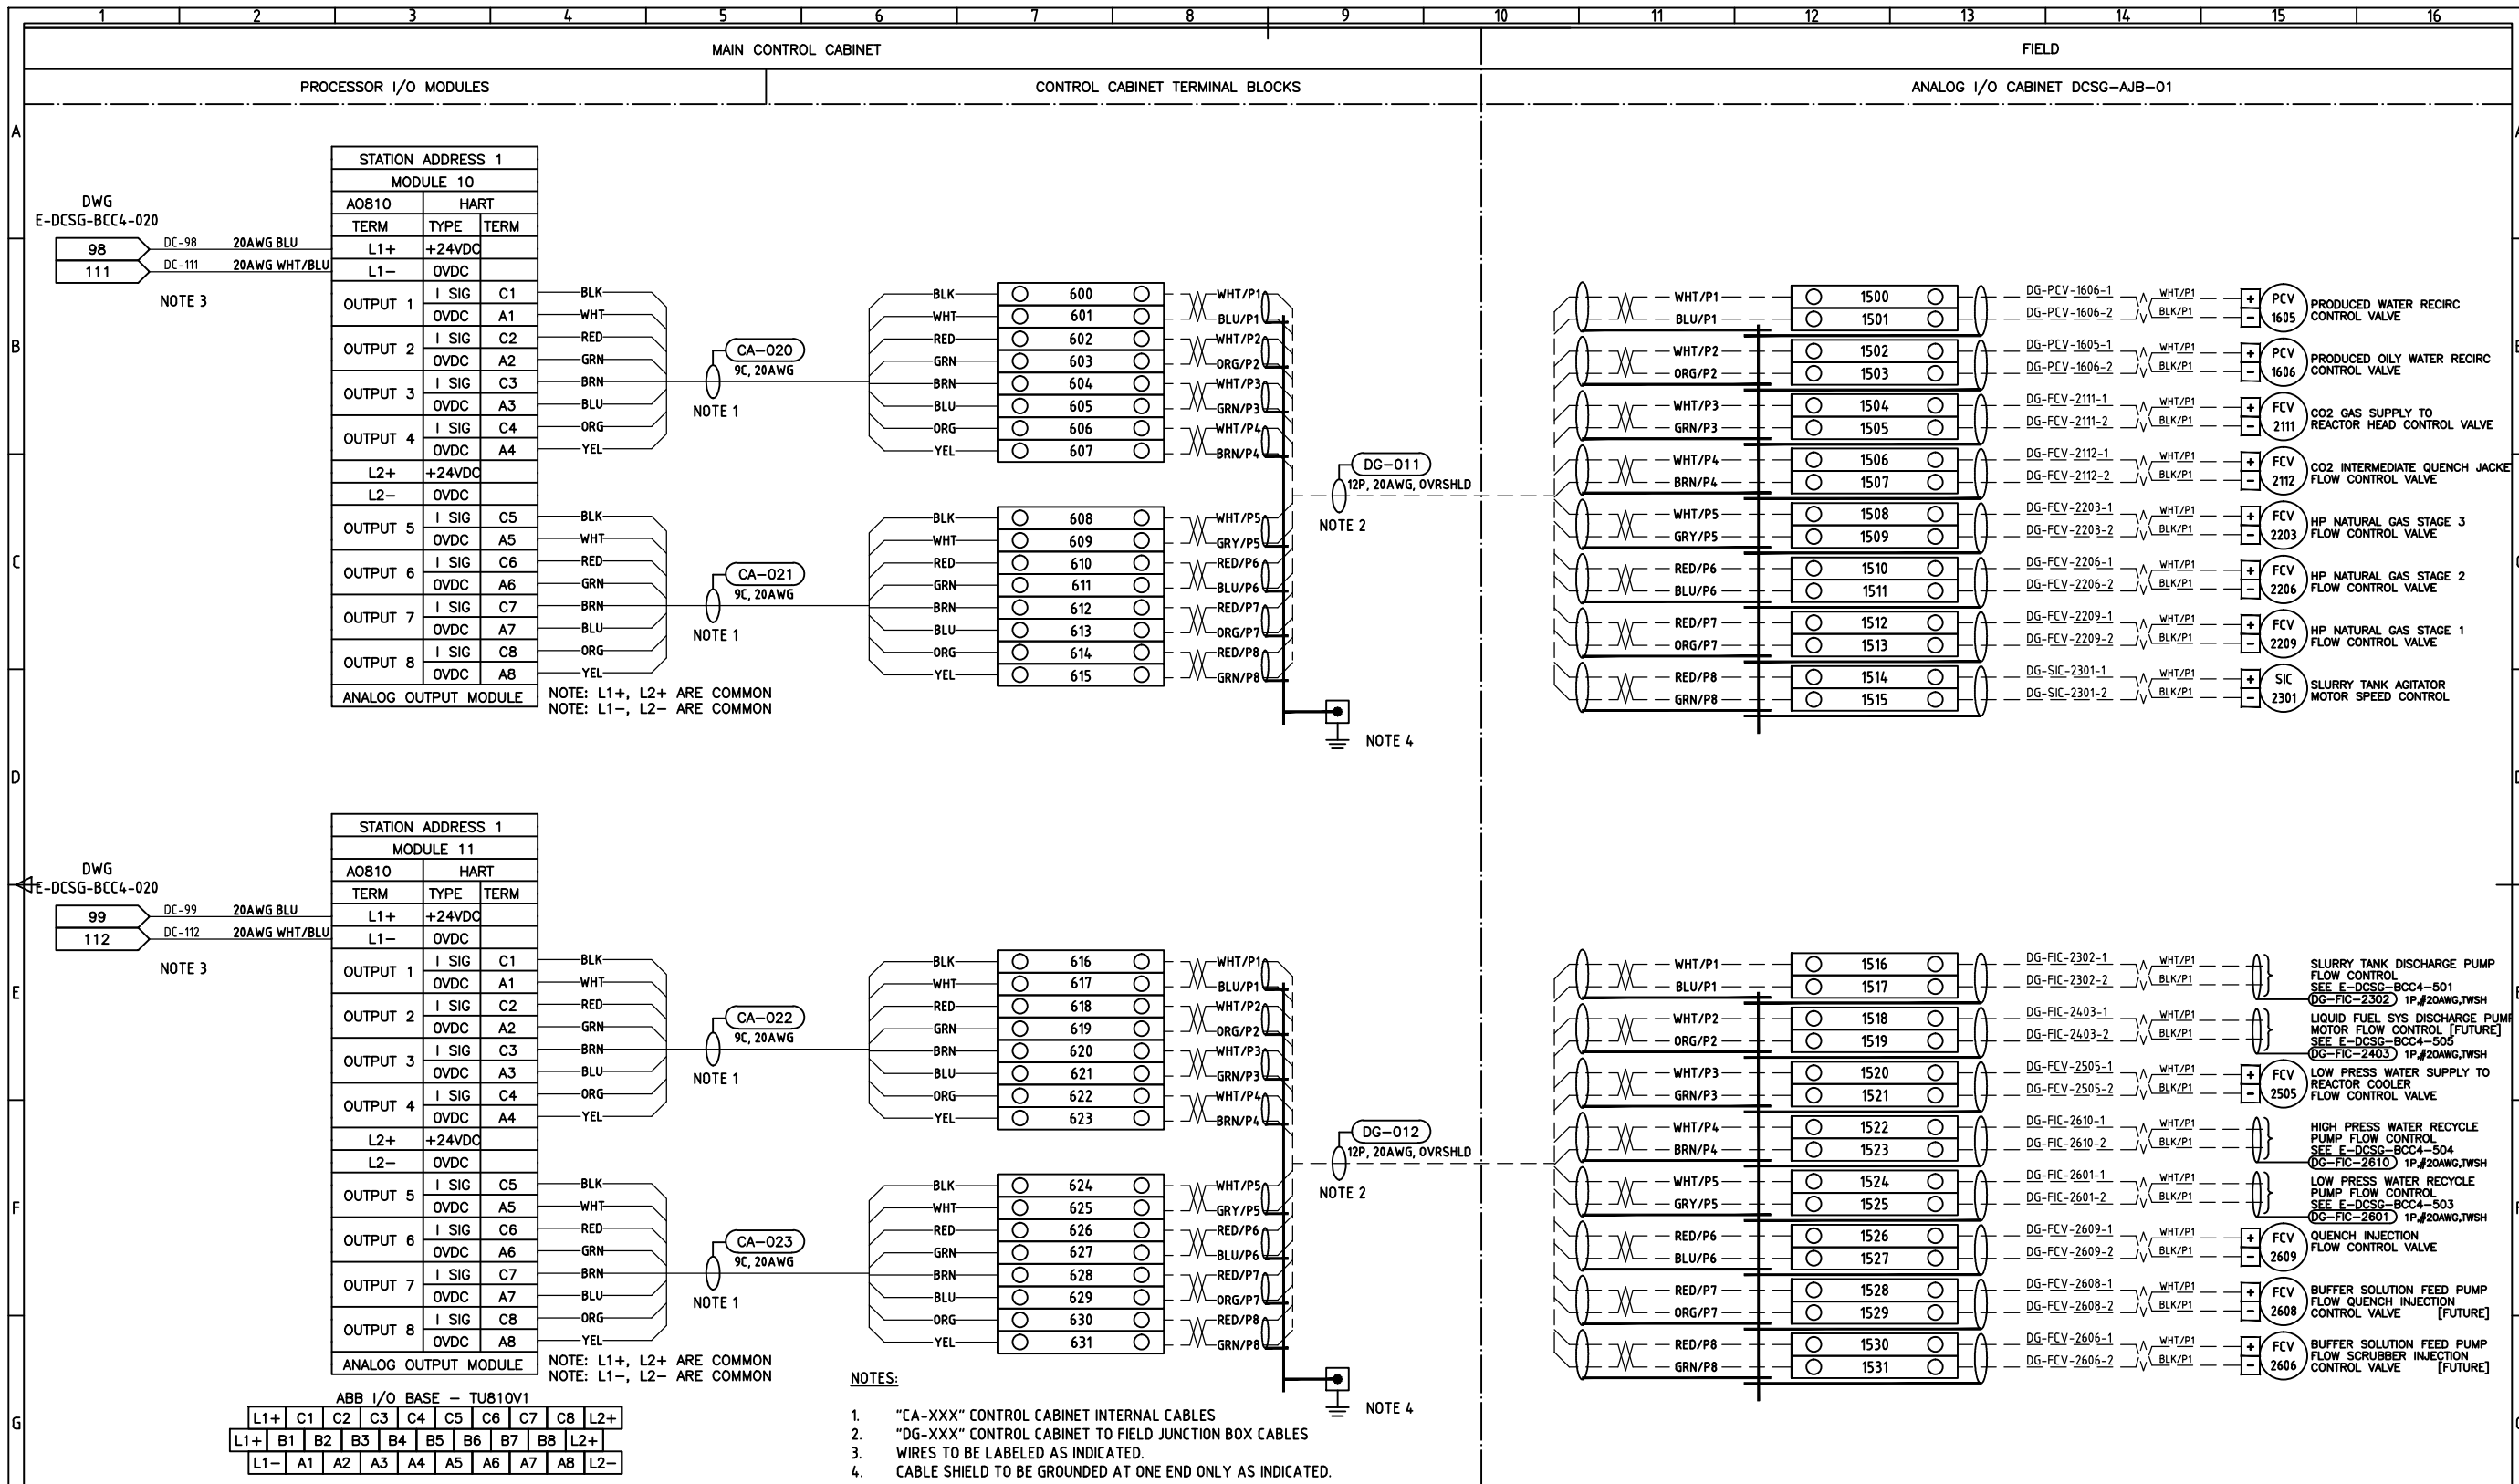 1 2 3 4 5 6 7 8 9 10 11 12 13 14 15 16
MAIN CONTROL CABINET
FIELD
PROCESSOR I/O MODULES
CONTROL CABINET TERMINAL BLOCKS
ANALOG I/O CABINET DCSG-AJB-01
A
B
C
D
E
F
G
STATION ADDRESS 1
MODULE 10
AO810 HART
TERM TYPE TERM
L1+ +24VDC
L1- 0VDC
OUTPUT 1 I SIG C1 BLK
0VDC A1 WHT
OUTPUT 2 I SIG C2 RED
0VDC A2 GRN
OUTPUT 3 I SIG C3 BRN
0VDC A3 BLU
OUTPUT 4 I SIG C4 ORG
0VDC A4 YEL
L2+ +24VDC
L2- 0VDC
OUTPUT 5 I SIG C5 BLK
0VDC A5 WHT
OUTPUT 6 I SIG C6 RED
0VDC A6 GRN
OUTPUT 7 I SIG C7 BRN
0VDC A7 BLU
OUTPUT 8 I SIG C8 ORG
0VDC A8 YEL
ANALOG OUTPUT MODULE
NOTE: L1+, L2+ ARE COMMON
NOTE: L1-, L2- ARE COMMON
DWG
E-DCSG-BCC4-020
98 DC-98 20AWG BLU
111 DC-111 20AWG WHT/BLU
NOTE 3
CA-020
9C, 20AWG
NOTE 1
CA-021
9C, 20AWG
NOTE 1
BLK 600 WHT/P1
WHT 601 BLU/P1
RED 602 WHT/P2
GRN 603 ORG/P2
BRN 604 WHT/P3
BLU 605 GRN/P3
ORG 606 WHT/P4
YEL 607 BRN/P4
BLK 608 WHT/P5
WHT 609 GRY/P5
RED 610 RED/P6
GRN 611 BLU/P6
BRN 612 RED/P7
BLU 613 ORG/P7
ORG 614 RED/P8
YEL 615 GRN/P8
DG-011
12P, 20AWG, OVRSHLD
NOTE 2
NOTE 4
WHT/P1 1500 DG-PCV-1606-1 WHT/P1 + PCV
BLU/P1 1501 DG-PCV-1606-2 BLK/P1 - 1605
PRODUCED WATER RECIRC
CONTROL VALVE
WHT/P2 1502 DG-PCV-1605-1 WHT/P1 + PCV
ORG/P2 1503 DG-PCV-1606-2 BLK/P1 - 1606
PRODUCED OILY WATER RECIRC
CONTROL VALVE
WHT/P3 1504 DG-FCV-2111-1 WHT/P1 + FCV
GRN/P3 1505 DG-FCV-2111-2 BLK/P1 - 2111
CO2 GAS SUPPLY TO
REACTOR HEAD CONTROL VALVE
WHT/P4 1506 DG-FCV-2112-1 WHT/P1 + FCV
BRN/P4 1507 DG-FCV-2112-2 BLK/P1 - 2112
CO2 INTERMEDIATE QUENCH JACKE
FLOW CONTROL VALVE
WHT/P5 1508 DG-FCV-2203-1 WHT/P1 + FCV
GRY/P5 1509 DG-FCV-2203-2 BLK/P1 - 2203
HP NATURAL GAS STAGE 3
FLOW CONTROL VALVE
RED/P6 1510 DG-FCV-2206-1 WHT/P1 + FCV
BLU/P6 1511 DG-FCV-2206-2 BLK/P1 - 2206
HP NATURAL GAS STAGE 2
FLOW CONTROL VALVE
RED/P7 1512 DG-FCV-2209-1 WHT/P1 + FCV
ORG/P7 1513 DG-FCV-2209-2 BLK/P1 - 2209
HP NATURAL GAS STAGE 1
FLOW CONTROL VALVE
RED/P8 1514 DG-SIC-2301-1 WHT/P1 + SIC
GRN/P8 1515 DG-SIC-2301-2 BLK/P1 - 2301
SLURRY TANK AGITATOR
MOTOR SPEED CONTROL
STATION ADDRESS 1
MODULE 11
AO810 HART
TERM TYPE TERM
L1+ +24VDC
L1- 0VDC
OUTPUT 1 I SIG C1 BLK
0VDC A1 WHT
OUTPUT 2 I SIG C2 RED
0VDC A2 GRN
OUTPUT 3 I SIG C3 BRN
0VDC A3 BLU
OUTPUT 4 I SIG C4 ORG
0VDC A4 YEL
L2+ +24VDC
L2- 0VDC
OUTPUT 5 I SIG C5 BLK
0VDC A5 WHT
OUTPUT 6 I SIG C6 RED
0VDC A6 GRN
OUTPUT 7 I SIG C7 BRN
0VDC A7 BLU
OUTPUT 8 I SIG C8 ORG
0VDC A8 YEL
ANALOG OUTPUT MODULE
NOTE: L1+, L2+ ARE COMMON
NOTE: L1-, L2- ARE COMMON
DWG
E-DCSG-BCC4-020
99 DC-99 20AWG BLU
112 DC-112 20AWG WHT/BLU
NOTE 3
CA-022
9C, 20AWG
NOTE 1
CA-023
9C, 20AWG
NOTE 1
BLK 616 WHT/P1
WHT 617 BLU/P1
RED 618 WHT/P2
GRN 619 ORG/P2
BRN 620 WHT/P3
BLU 621 GRN/P3
ORG 622 WHT/P4
YEL 623 BRN/P4
BLK 624 WHT/P5
WHT 625 GRY/P5
RED 626 RED/P6
GRN 627 BLU/P6
BRN 628 RED/P7
BLU 629 ORG/P7
ORG 630 RED/P8
YEL 631 GRN/P8
DG-012
12P, 20AWG, OVRSHLD
NOTE 2
NOTE 4
WHT/P1 1516 DG-FIC-2302-1 WHT/P1
BLU/P1 1517 DG-FIC-2302-2 BLK/P1
SLURRY TANK DISCHARGE PUMP
FLOW CONTROL
SEE E-DCSG-BCC4-501
DG-FIC-2302 1P,#20AWG,TWSH
WHT/P2 1518 DG-FIC-2403-1 WHT/P1
ORG/P2 1519 DG-FIC-2403-2 BLK/P1
LIQUID FUEL SYS DISCHARGE PUMP
MOTOR FLOW CONTROL [FUTURE]
SEE E-DCSG-BCC4-505
DG-FIC-2403 1P,#20AWG,TWSH
WHT/P3 1520 DG-FCV-2505-1 WHT/P1 + FCV
GRN/P3 1521 DG-FCV-2505-2 BLK/P1 - 2505
LOW PRESS WATER SUPPLY TO
REACTOR COOLER
FLOW CONTROL VALVE
WHT/P4 1522 DG-FIC-2610-1 WHT/P1
BRN/P4 1523 DG-FIC-2610-2 BLK/P1
HIGH PRESS WATER RECYCLE
PUMP FLOW CONTROL
SEE E-DCSG-BCC4-504
DG-FIC-2610 1P,#20AWG,TWSH
WHT/P5 1524 DG-FIC-2601-1 WHT/P1
GRY/P5 1525 DG-FIC-2601-2 BLK/P1
LOW PRESS WATER RECYCLE
PUMP FLOW CONTROL
SEE E-DCSG-BCC4-503
DG-FIC-2601 1P,#20AWG,TWSH
RED/P6 1526 DG-FCV-2609-1 WHT/P1 + FCV
BLU/P6 1527 DG-FCV-2609-2 BLK/P1 - 2609
QUENCH INJECTION
FLOW CONTROL VALVE
RED/P7 1528 DG-FCV-2608-1 WHT/P1 + FCV
ORG/P7 1529 DG-FCV-2608-2 BLK/P1 - 2608
BUFFER SOLUTION FEED PUMP
FLOW QUENCH INJECTION
CONTROL VALVE [FUTURE]
RED/P8 1530 DG-FCV-2606-1 WHT/P1 + FCV
GRN/P8 1531 DG-FCV-2606-2 BLK/P1 - 2606
BUFFER SOLUTION FEED PUMP
FLOW SCRUBBER INJECTION
CONTROL VALVE [FUTURE]
ABB I/O BASE - TU810V1
L1+ C1 C2 C3 C4 C5 C6 C7 C8 L2+
L1+ B1 B2 B3 B4 B5 B6 B7 B8 L2+
L1- A1 A2 A3 A4 A5 A6 A7 A8 L2-
NOTES:
1. "CA-XXX" CONTROL CABINET INTERNAL CABLES
2. "DG-XXX" CONTROL CABINET TO FIELD JUNCTION BOX CABLES
3. WIRES TO BE LABELED AS INDICATED.
4. CABLE SHIELD TO BE GROUNDED AT ONE END ONLY AS INDICATED.